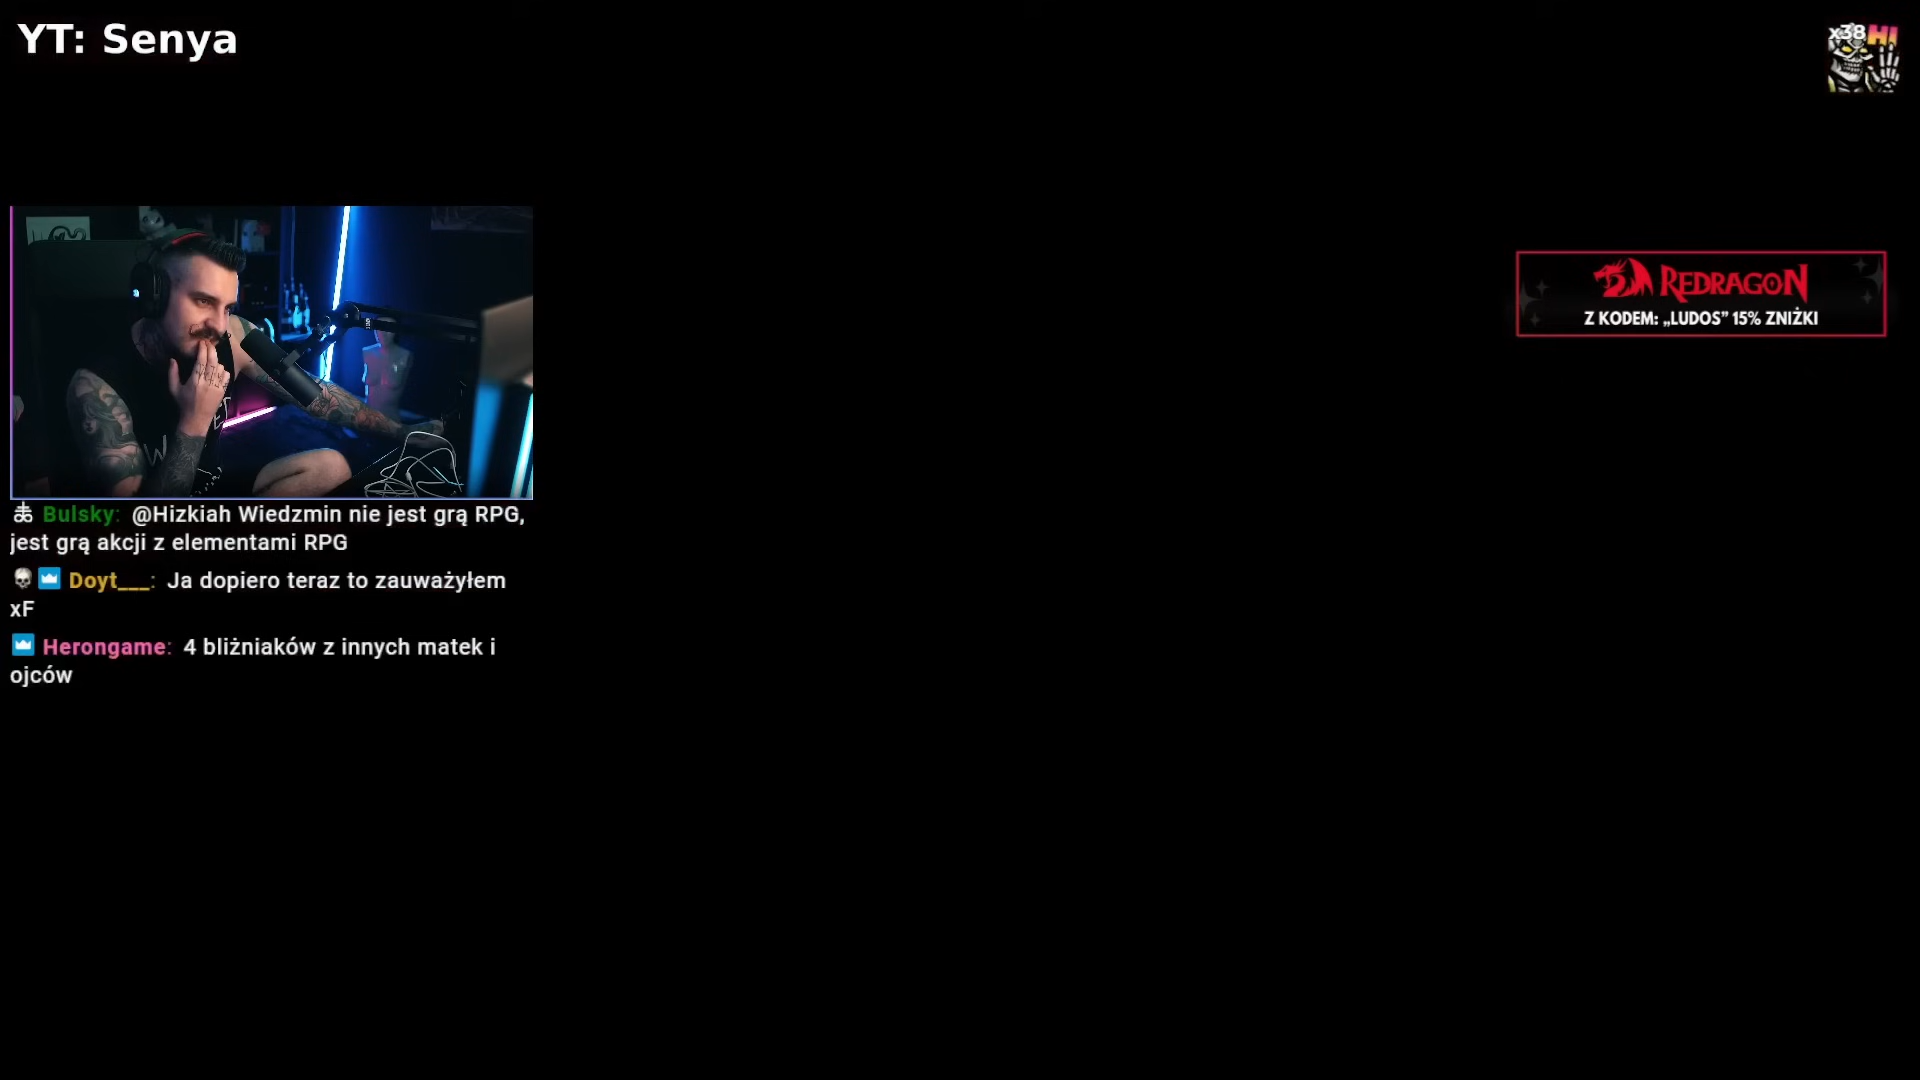 YT: Senya
x38 HI
REDRAGON
Z KODEM: „LUDOS” 15% ZNIŻKI
Bulsky: @Hizkiah Wiedzmin nie jest grą RPG,
jest grą akcji z elementami RPG
Doyt___: Ja dopiero teraz to zauważyłem
xF
Herongame: 4 bliżniaków z innych matek i
ojców